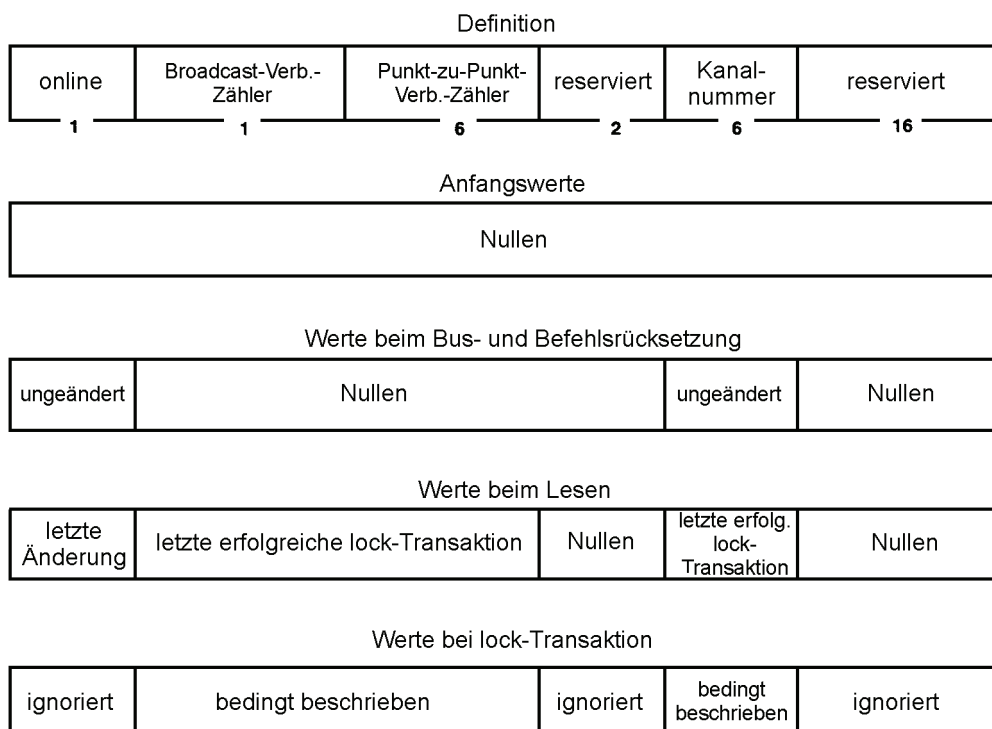 Definition
online
Broadcast-Verb.-
Zähler
Punkt-zu-Punkt-
Verb.-Zähler
reserviert
Kanal-
nummer
reserviert
1
1
6
2
6
16
Anfangswerte
Nullen
Werte beim Bus- und Befehlsrücksetzung
ungeändert
Nullen
ungeändert
Nullen
Werte beim Lesen
letzte
Änderung
letzte erfolgreiche lock-Transaktion
Nullen
letzte erfolg.
lock-
Transaktion
Nullen
Werte bei lock-Transaktion
ignoriert
bedingt beschrieben
ignoriert
bedingt
beschrieben
ignoriert